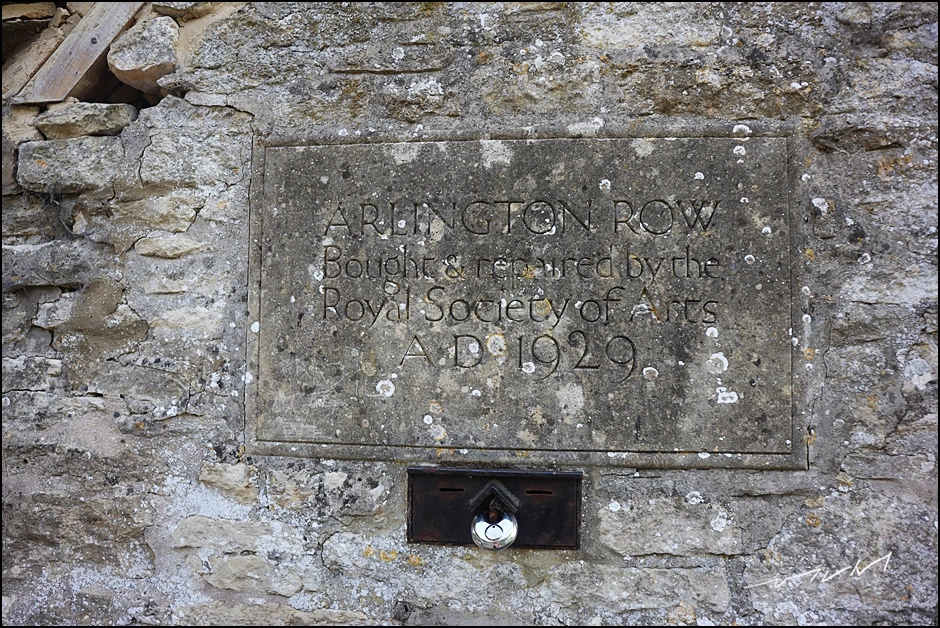 ARLINGTON ROW
Bought & repaired by the
Royal Society of Arts
A D 1929